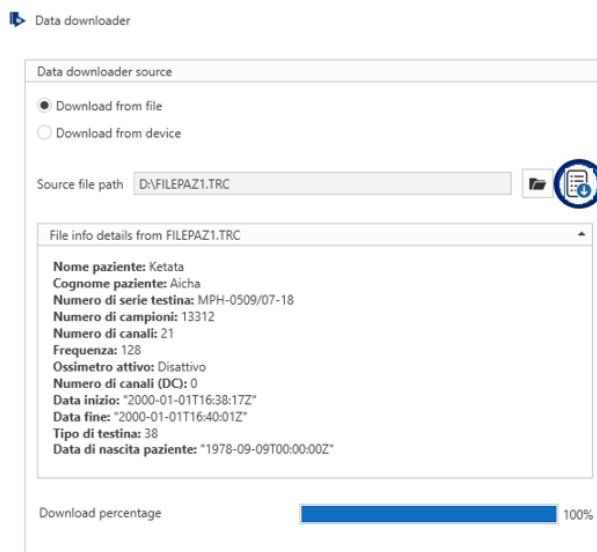 Data downloader
Data downloader source
Download from file
Download from device
Source file path D:\FILEPAZ1.TRC
File info details from FILEPAZ1.TRC
Nome paziente: Ketata
Cognome paziente: Aicha
Numero di serie testina: MPH-0509/07-18
Numero di campioni: 13312
Numero di canali: 21
Frequenza: 128
Ossimetro attivo: Disattivo
Numero di canali (DC): 0
Data inizio: "2000-01-01T16:38:17Z"
Data fine: "2000-01-01T16:40:01Z"
Tipo di testina: 38
Data di nascita paziente: "1978-09-09T00:00:00Z"
Download percentage 100%